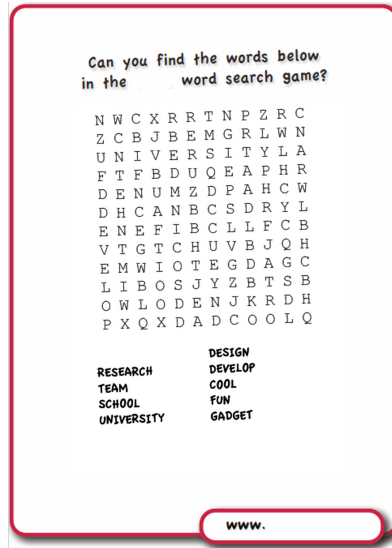 Can you find the words below
in the word search game?
N W C X R R T N P Z R C
Z C B J B E M G R L W N
U N I V E R S I T Y L A
F T F B D U Q E A P H R
D E N U M Z D P A H C W
D H C A N B C S D R Y L
E N E F I B C L L F C B
V T G T C H U V B J Q H
E M W I O T E G D A G C
L I B O S J Y Z B T S B
O W L O D E N J K R D H
P X Q X D A D C O O L Q
RESEARCH
TEAM
SCHOOL
UNIVERSITY
DESIGN
DEVELOP
COOL
FUN
GADGET
www.